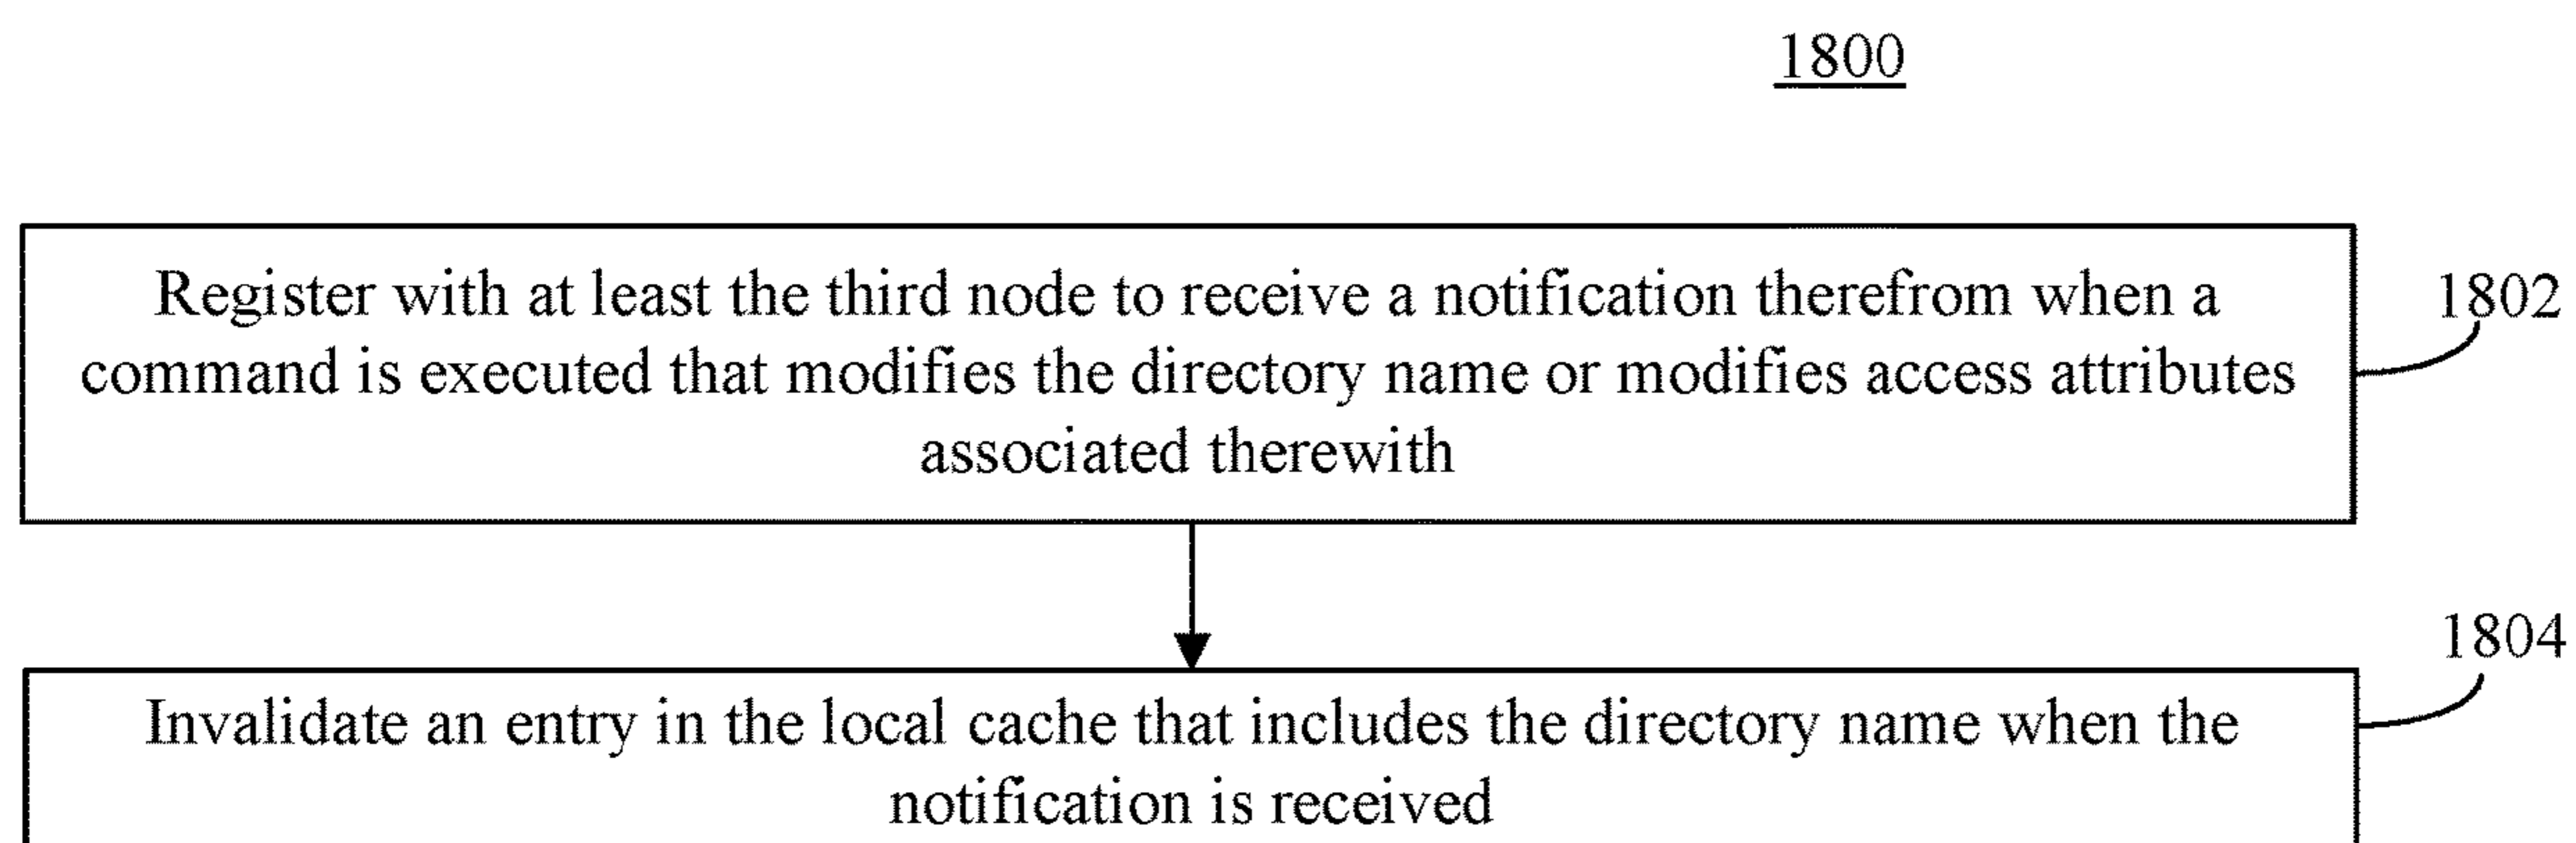 1800
Register with at least the third node to receive a notification therefrom when a
1802
command is executed that modifies the directory name or modifies access attributes
associated therewith
1804
Invalidate an entry in the local cache that includes the directory name when the
notification is received